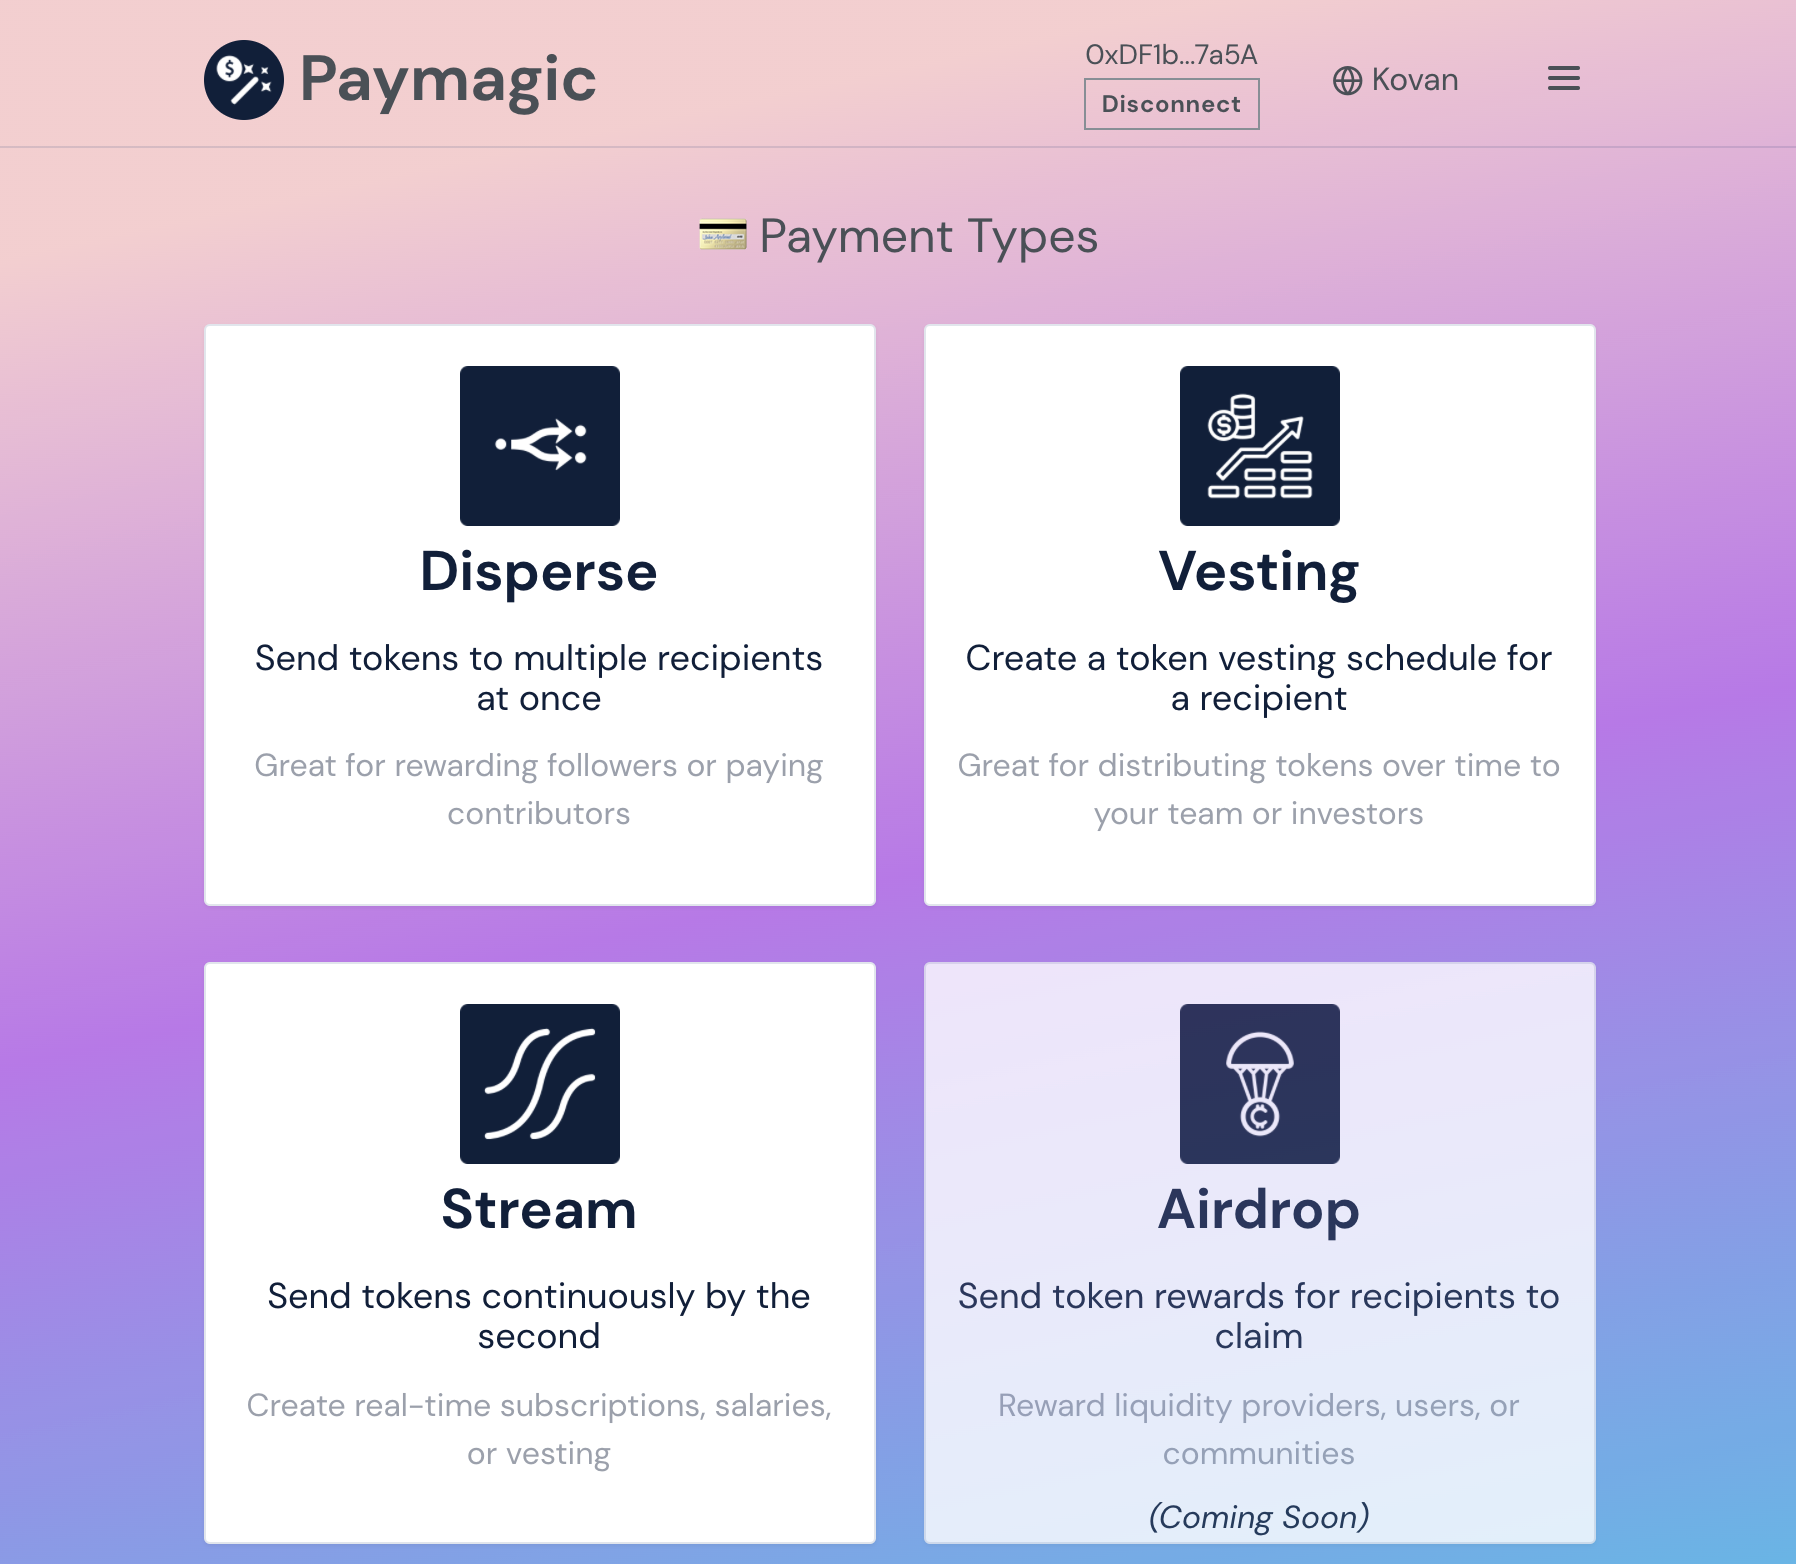 Paymagic
0xDF1b...7a5A
Disconnect
Kovan
Payment Types
Disperse
Send tokens to multiple recipients
at once
Great for rewarding followers or paying
contributors
Vesting
Create a token vesting schedule for
a recipient
Great for distributing tokens over time to
your team or investors
Stream
Send tokens continuously by the
second
Create real-time subscriptions, salaries,
or vesting
Airdrop
Send token rewards for recipients to
claim
Reward liquidity providers, users, or
communities
(Coming Soon)